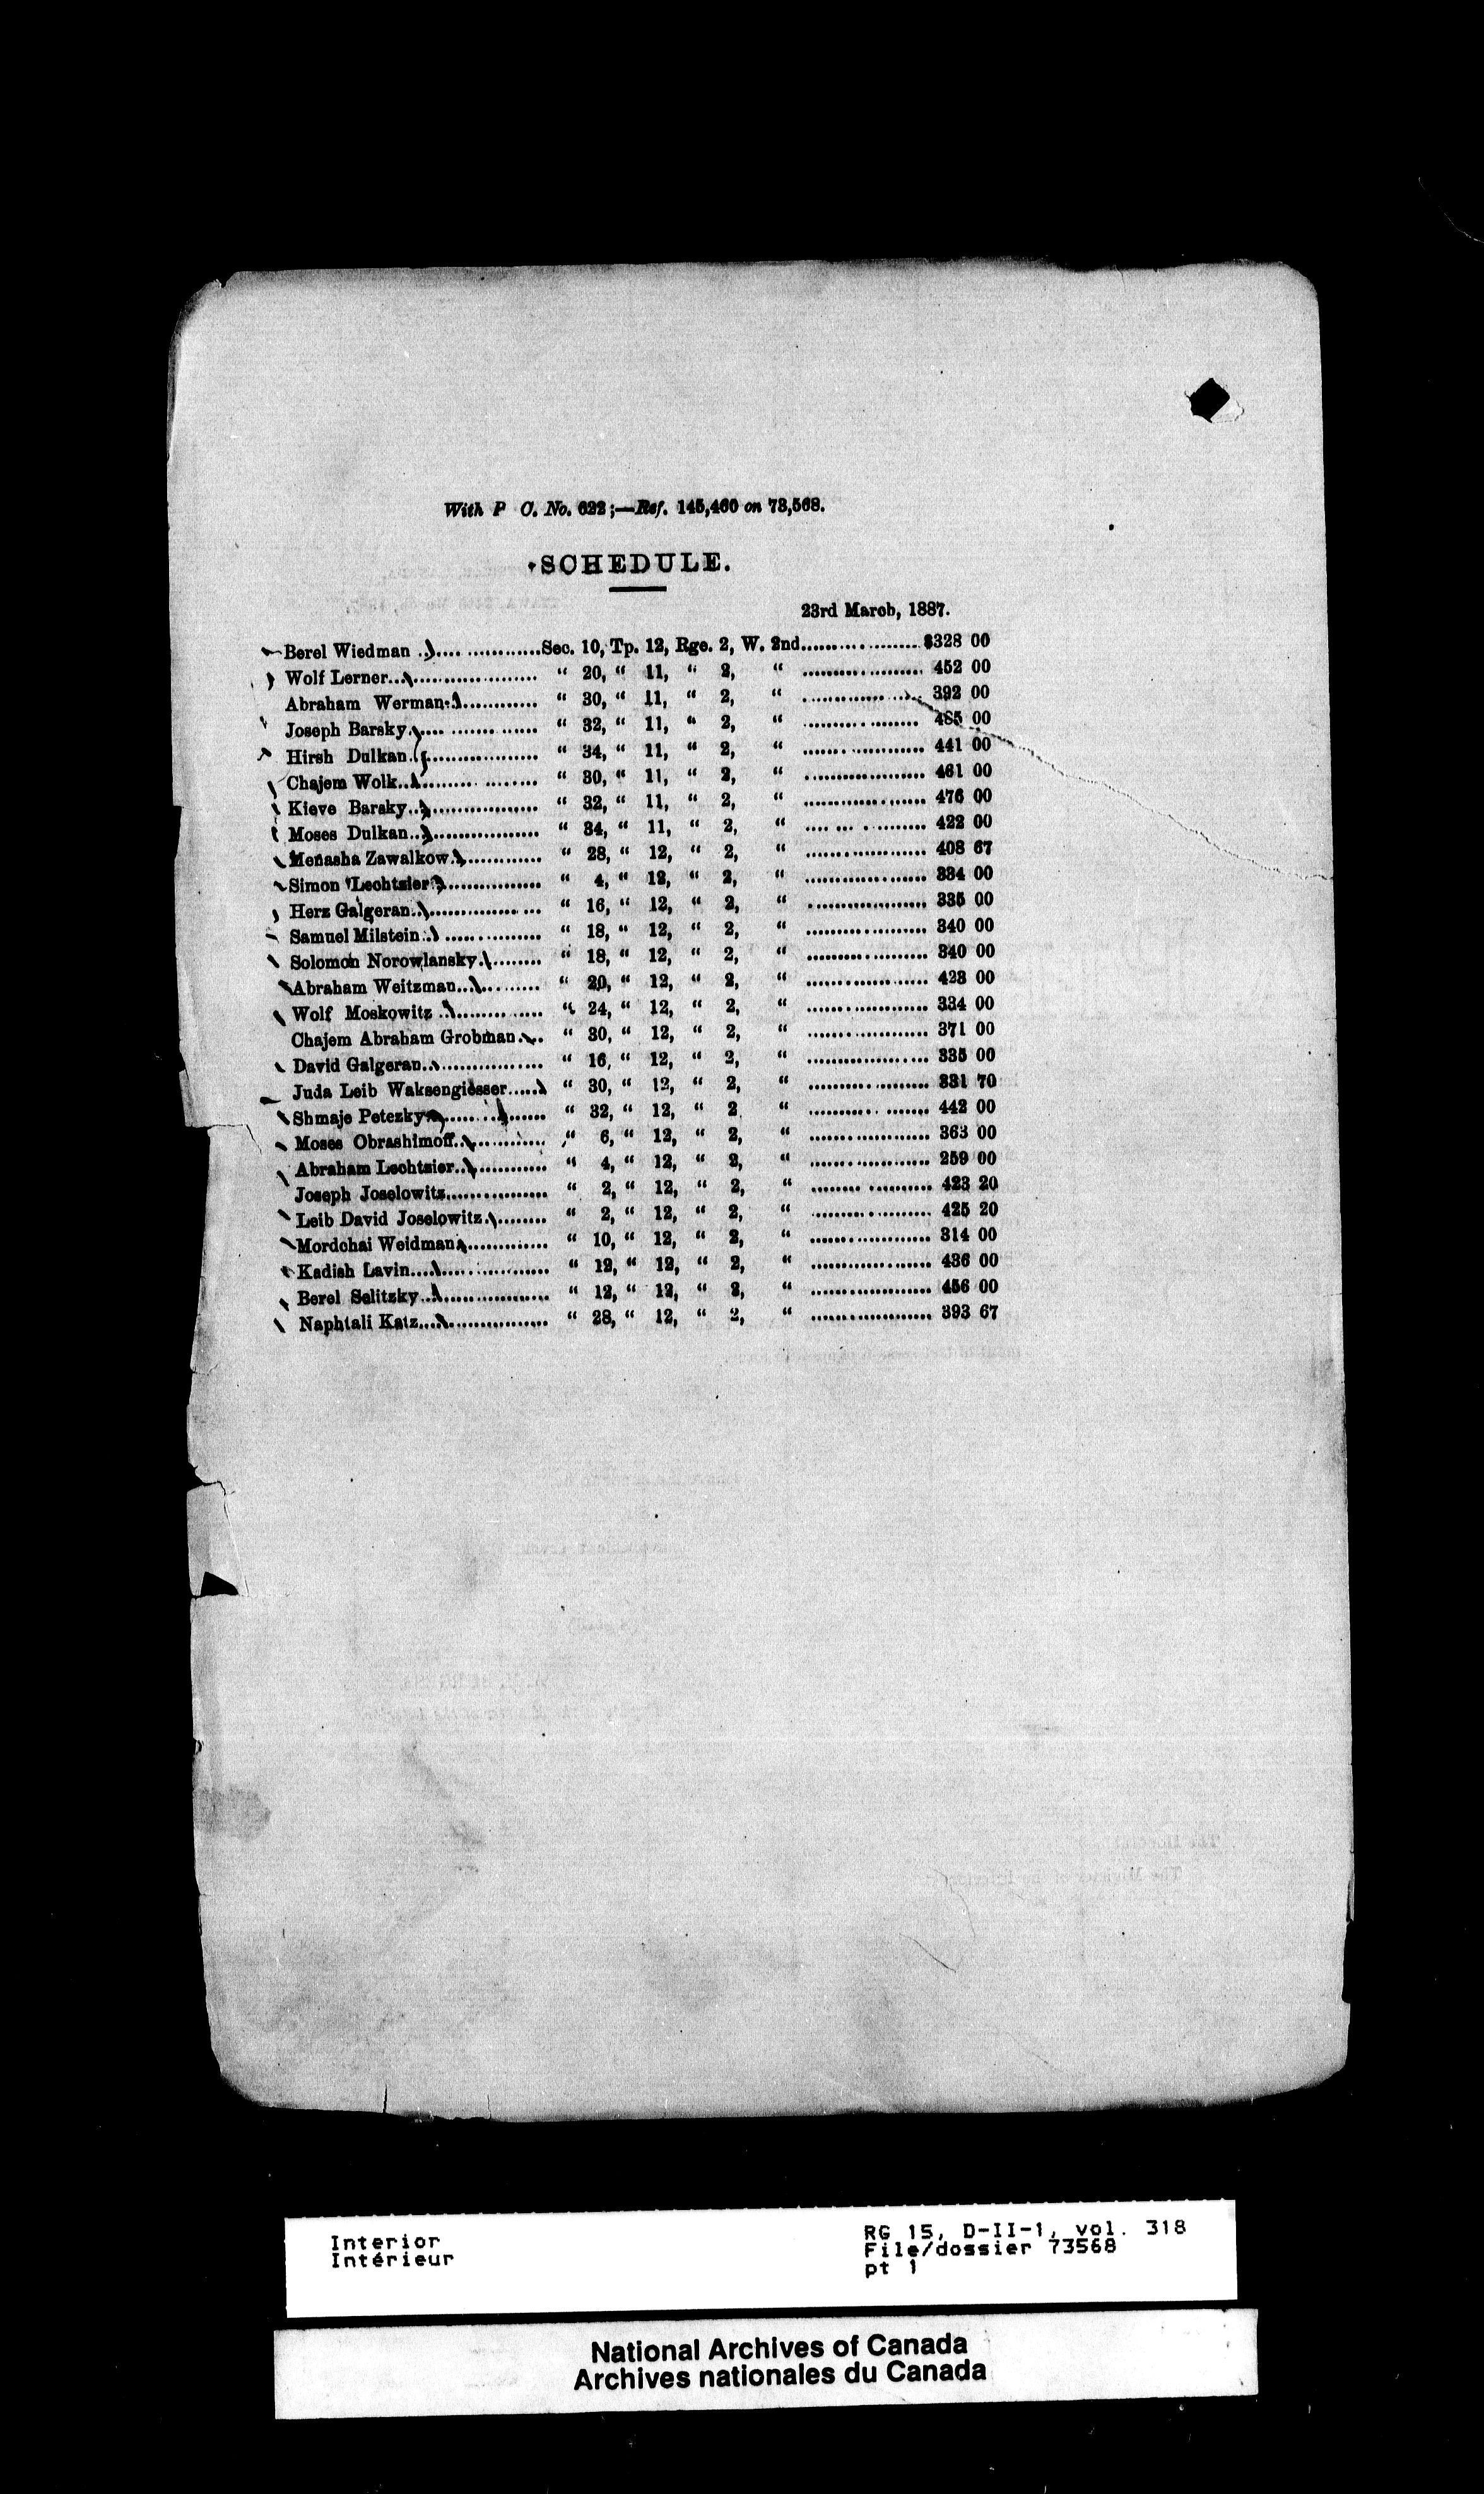 With P C. No. 622;—Ref. 145,460 on 73,568.
SCHEDULE.
23rd March, 1887.
Berel Wiedman .................Sec. 10, Tp. 12, Rge. 2, W. 2nd....................$328 00
Wolf Lerner...................... “ 20, “ 11, “ 2, “ .................... 452 00
Abraham Werman............... “ 30, “ 11, “ 2, “ .................... 392 00
Joseph Barsky.................... “ 32, “ 11, “ 2, “ .................... 485 00
Hirsh Dulkan.................... “ 34, “ 11, “ 2, “ .................... 441 00
Chajem Wolk.................... “ 30, “ 11, “ 2, “ .................... 461 00
Kieve Barsky.................... “ 32, “ 11, “ 2, “ .................... 476 00
Moses Dulkan.................... “ 34, “ 11, “ 2, “ .................... 422 00
Menasha Zawalkow............... “ 28, “ 12, “ 2, “ .................... 408 67
Simon Lechtzier................. “ 4, “ 12, “ 2, “ .................... 334 00
Herz Galgeran................... “ 16, “ 12, “ 2, “ .................... 335 00
Samuel Milstein................. “ 18, “ 12, “ 2, “ .................... 340 00
Solomon Norowlansky........... “ 18, “ 12, “ 2, “ .................... 340 00
Abraham Weitzman.............. “ 20, “ 12, “ 2, “ .................... 423 00
Wolf Moskowitz ................ “ 24, “ 12, “ 2, “ .................... 334 00
Chajem Abraham Grobman..... “ 30, “ 12, “ 2, “ .................... 371 00
David Galgeran.................. “ 16, “ 12, “ 2, “ .................... 335 00
Juda Leib Waksengiesser....... “ 30, “ 12, “ 2, “ .................... 331 70
Shmaje Petezky.................. “ 32, “ 12, “ 2 “ .................... 442 00
Moses Obrashimoff.............. “ 6, “ 12, “ 2, “ .................... 363 00
Abraham Lechtzier.............. “ 4, “ 12, “ 2, “ .................... 259 00
Joseph Joselowitz................ “ 2, “ 12, “ 2, “ .................... 423 20
Leib David Joselowitz........... “ 2, “ 12, “ 2, “ .................... 425 20
Mordchai Weidman.............. “ 10, “ 12, “ 2, “ .................... 314 00
Kadish Lavin..................... “ 12, “ 12, “ 2, “ .................... 436 00
Berel Selitzky.................... “ 12, “ 12, “ 2, “ .................... 456 00
Naphtali Katz.................... “ 28, “ 12, “ 2, “ .................... 393 67
Interior
Intérieur
RG 15, D-II-1, vol. 318
File/dossier 73568
pt 1
National Archives of Canada
Archives nationales du Canada